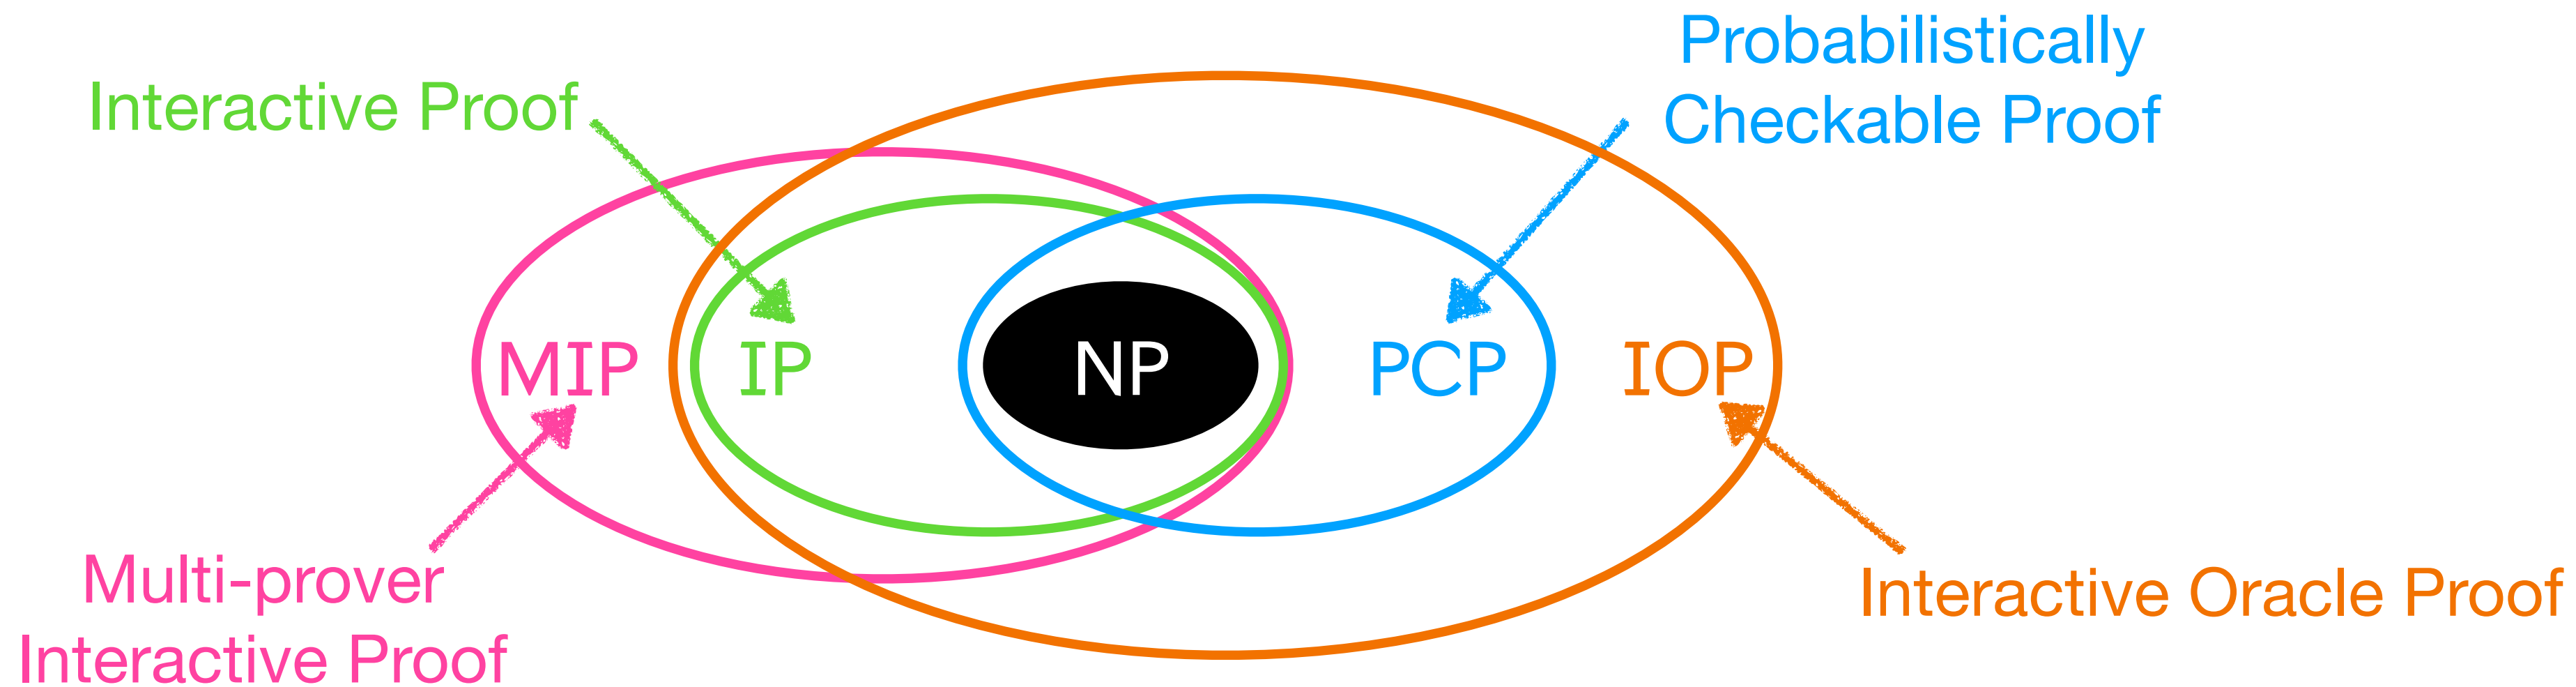 Probabilistically
Checkable Proof
Interactive Proof
MIP
IP
NP
PCP
IOP
Multi-prover
Interactive Proof
Interactive Oracle Proof